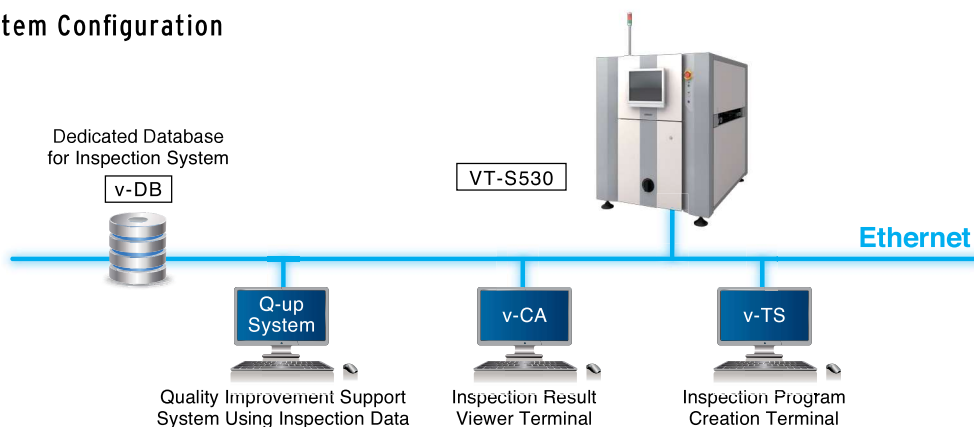 tem Configuration
Dedicated Database
for Inspection System
v-DB
VT-S530
Ethernet
Q-up
System
v-CA
v-TS
Quality Improvement Support
System Using Inspection Data
Inspection Result
Viewer Terminal
Inspection Program
Creation Terminal